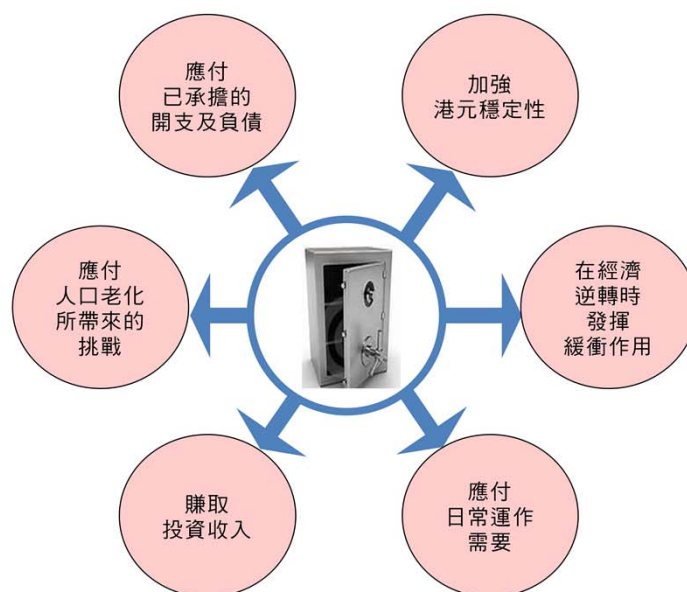 應付
已承擔的
開支及負債
加強
港元穩定性
應付
人口老化
所帶來的
挑戰
在經濟
逆轉時
發揮
緩衝作用
賺取
投資收入
應付
日常運作
需要